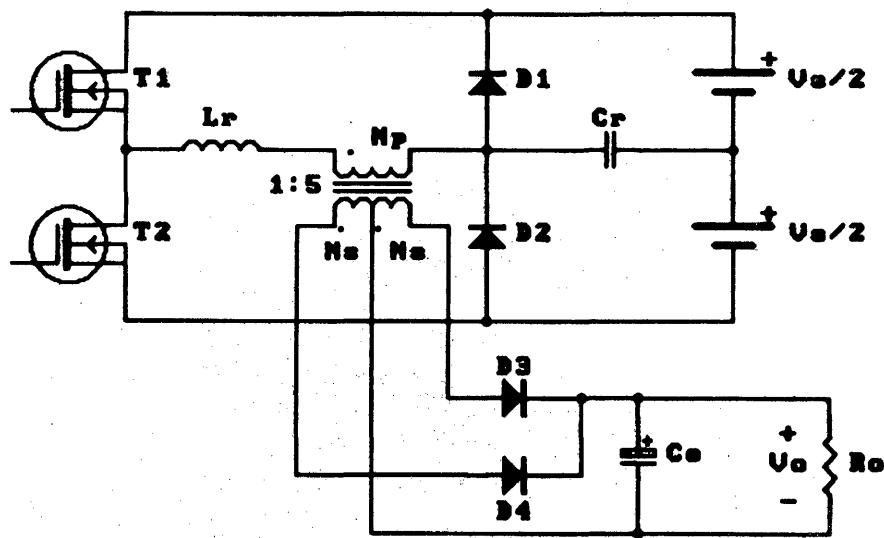 T1
D1
+
Vs/2
Lr
Np
Cr
1:5
T2
Ns
Ns
D2
+
Vs/2
D3
D4
+
Co
+
Vo
-
Ro